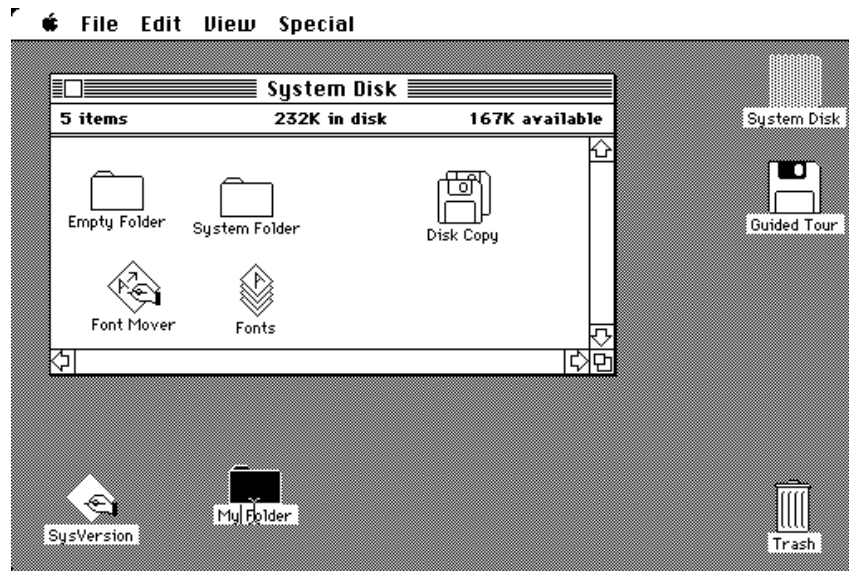 File Edit View Special
System Disk
5 items 232K in disk 167K available
System Disk
Empty Folder System Folder Disk Copy
Guided Tour
Font Mover Fonts
My Folder
SysVersion
Trash